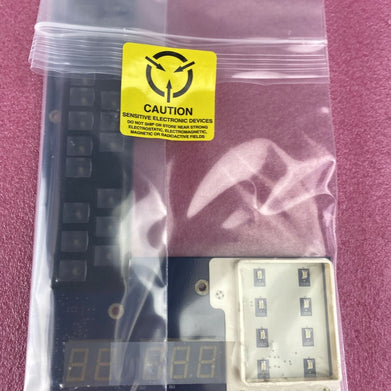 CAUTION
SENSITIVE ELECTRONIC DEVICES
DO NOT SHIP OR STORE NEAR STRONG
ELECTROSTATIC, ELECTROMAGNETIC,
MAGNETIC OR RADIOACTIVE FIELDS